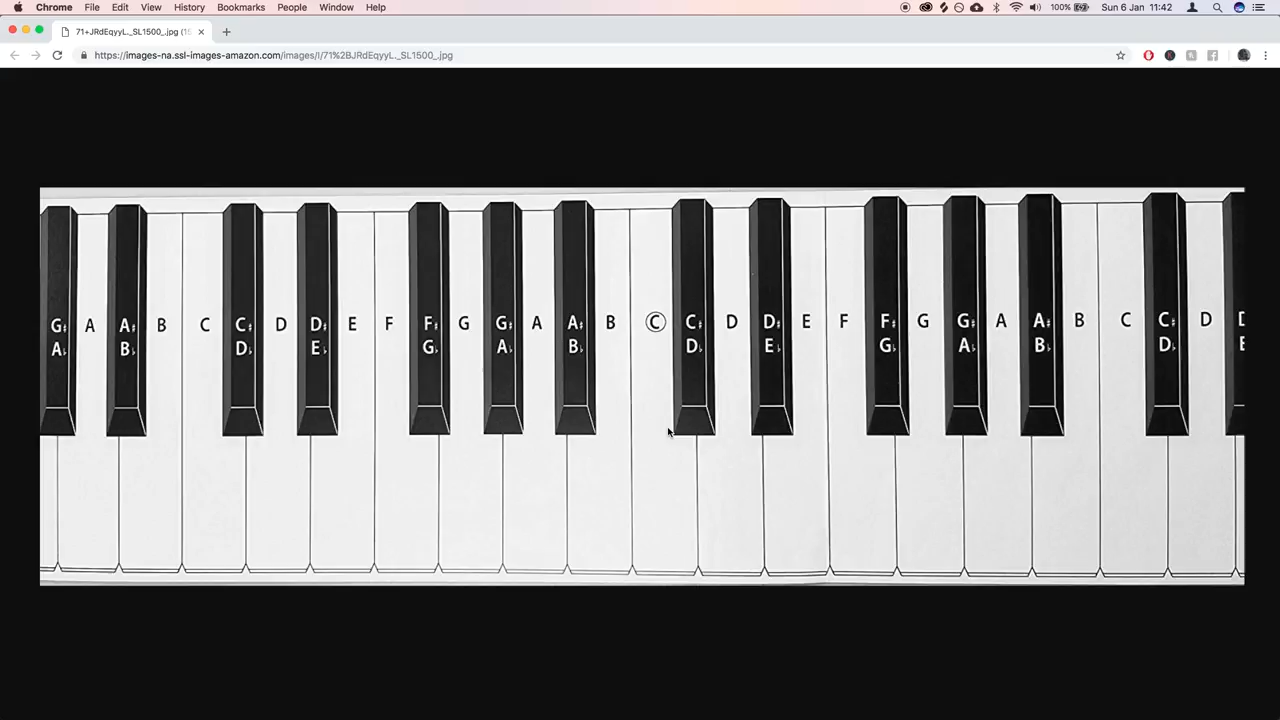 Chrome File Edit View History Bookmarks People Window Help 100% Sun 6 Jan 11:42
71+JRdEqyyL._SL1500_.jpg (15
https://images-na.ssl-images-amazon.com/images/I/71%2BJRdEqyyL._SL1500_.jpg
G♯ A A♯ B C C♯ D D♯ E F F♯ G G♯ A A♯ B C C♯ D D♯ E F F♯ G G♯ A A♯ B C C♯ D
A♭ B♭ D♭ E♭ G♭ A♭ B♭ D♭ E♭ G♭ A♭ B♭ D♭